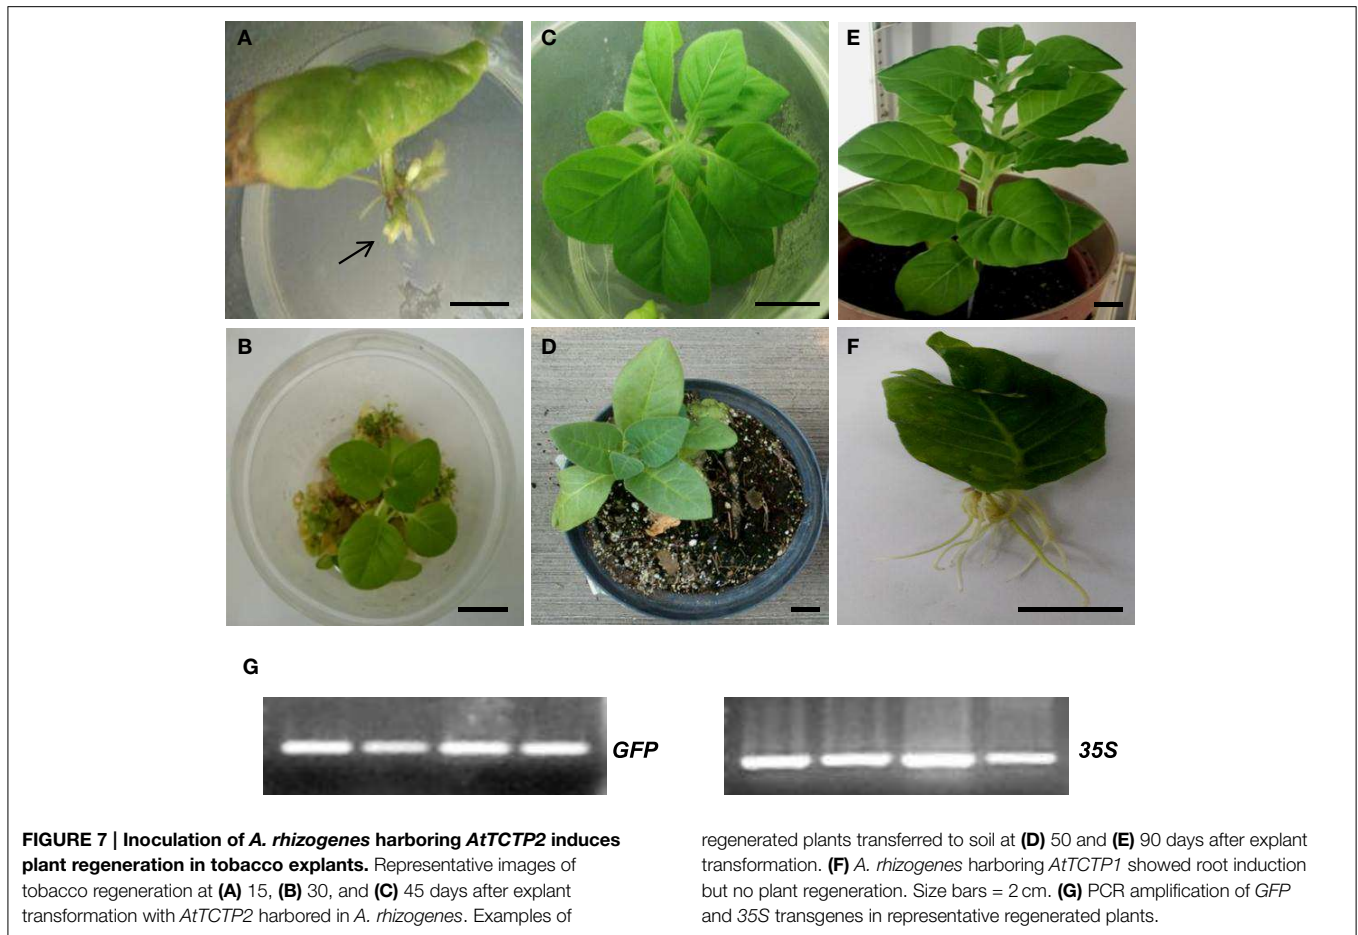 A
C
E
B
D
F
G
GFP
35S
FIGURE 7 | Inoculation of A. rhizogenes harboring AtTCTP2 induces
plant regeneration in tobacco explants. Representative images of
tobacco regeneration at (A) 15, (B) 30, and (C) 45 days after explant
transformation with AtTCTP2 harbored in A. rhizogenes. Examples of
regenerated plants transferred to soil at (D) 50 and (E) 90 days after explant
transformation. (F) A. rhizogenes harboring AtTCTP1 showed root induction
but no plant regeneration. Size bars = 2 cm. (G) PCR amplification of GFP
and 35S transgenes in representative regenerated plants.